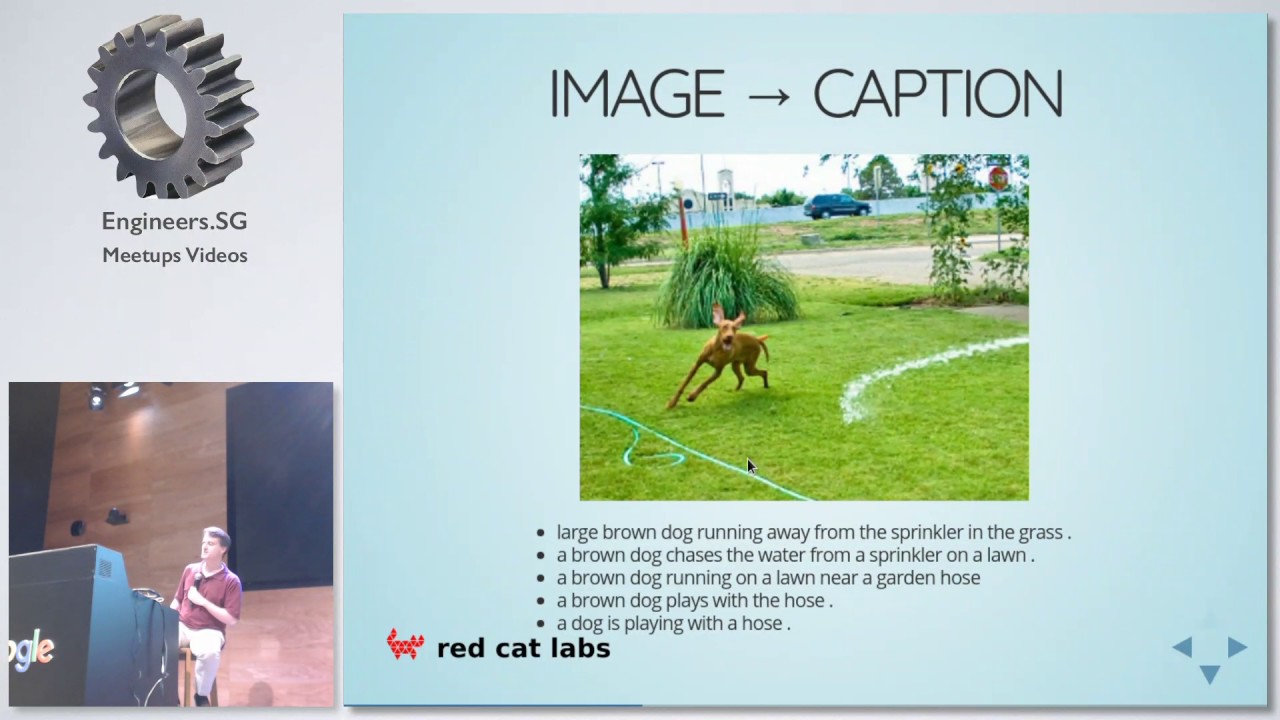 Engineers.SG
Meetups Videos
IMAGE → CAPTION
large brown dog running away from the sprinkler in the grass .
a brown dog chases the water from a sprinkler on a lawn .
a brown dog running on a lawn near a garden hose
a brown dog plays with the hose .
a dog is playing with a hose .
red cat labs
ogle